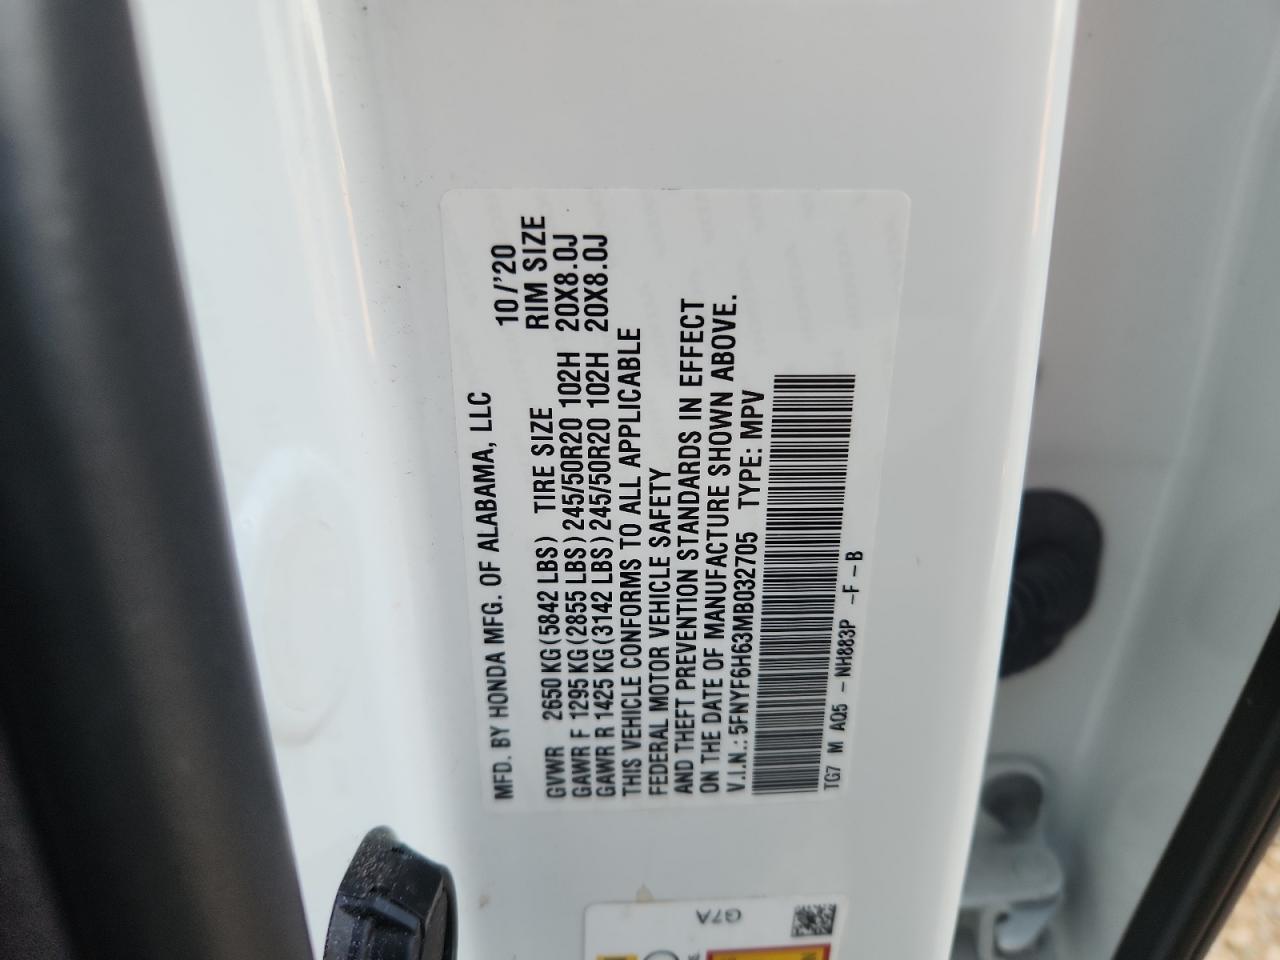 MFD. BY HONDA MFG. OF ALABAMA, LLC 10/'20
GVWR 2650 KG(5842 LBS) TIRE SIZE RIM SIZE
GAWR F 1295 KG(2855 LBS) 245/50R20 102H 20X8.0J
GAWR R 1425 KG(3142 LBS) 245/50R20 102H 20X8.0J
THIS VEHICLE CONFORMS TO ALL APPLICABLE
FEDERAL MOTOR VEHICLE SAFETY
AND THEFT PREVENTION STANDARDS IN EFFECT
ON THE DATE OF MANUFACTURE SHOWN ABOVE.
V.I.N.: 5FNYF6H63MB032705 TYPE: MPV
TG7 M AQ5 - NH883P -F-B
G7A